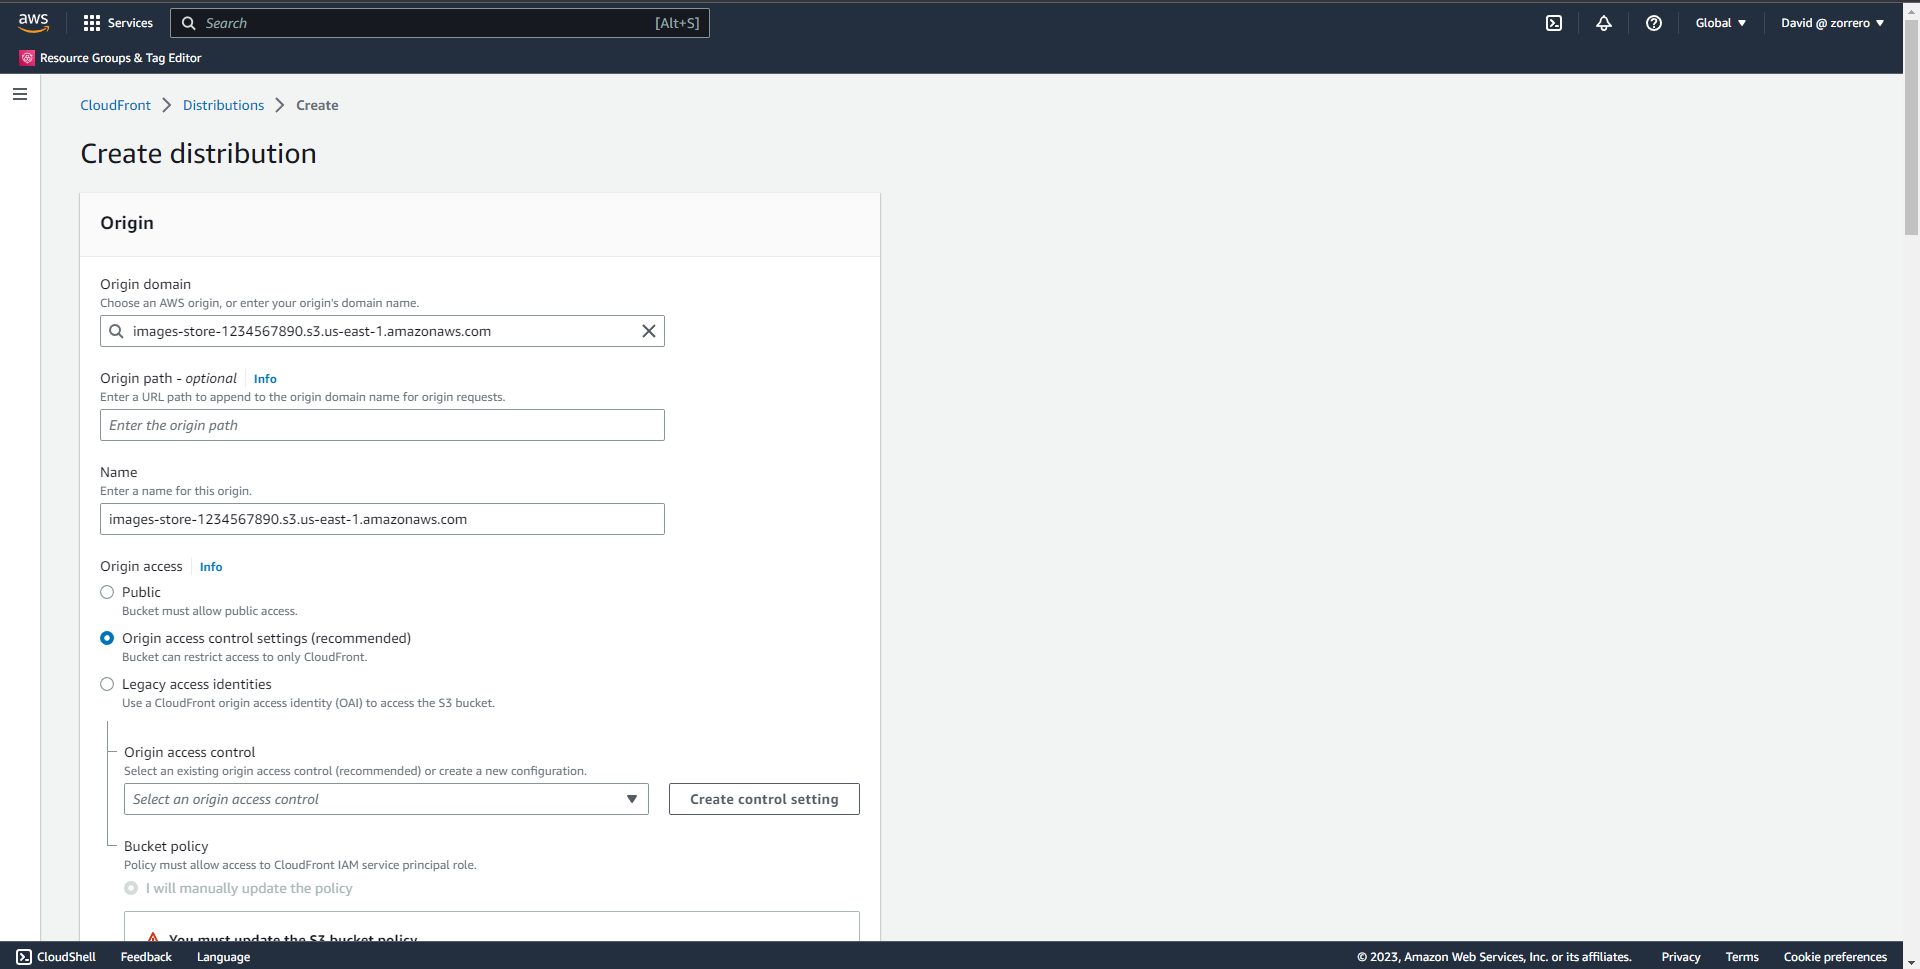 aws Services Search [Alt+S] Global David @ zorrero
Resource Groups & Tag Editor
CloudFront Distributions Create
Create distribution
Origin
Origin domain
Choose an AWS origin, or enter your origin's domain name.
images-store-1234567890.s3.us-east-1.amazonaws.com
Origin path - optional Info
Enter a URL path to append to the origin domain name for origin requests.
Enter the origin path
Name
Enter a name for this origin.
images-store-1234567890.s3.us-east-1.amazonaws.com
Origin access Info
Public
Bucket must allow public access.
Origin access control settings (recommended)
Bucket can restrict access to only CloudFront.
Legacy access identities
Use a CloudFront origin access identity (OAI) to access the S3 bucket.
Origin access control
Select an existing origin access control (recommended) or create a new configuration.
Select an origin access control Create control setting
Bucket policy
Policy must allow access to CloudFront IAM service principal role.
I will manually update the policy
You must update the S3 bucket policy
CloudShell Feedback Language © 2023, Amazon Web Services, Inc. or its affiliates. Privacy Terms Cookie preferences